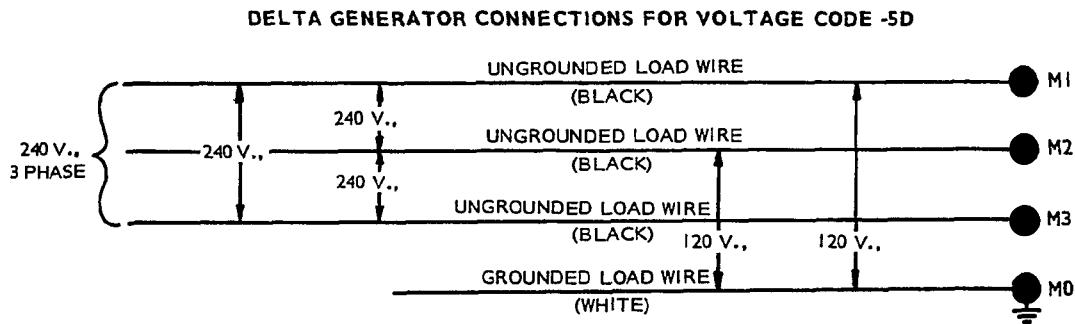 DELTA GENERATOR CONNECTIONS FOR VOLTAGE CODE -5D
UNGROUNDED LOAD WIRE
M1
(BLACK)
240 V.,
UNGROUNDED LOAD WIRE
M2
240 V.,
3 PHASE
240 V.,
(BLACK)
240 V.,
UNGROUNDED LOAD WIRE
M3
(BLACK)
120 V.,
120 V.,
GROUNDED LOAD WIRE
M0
(WHITE)